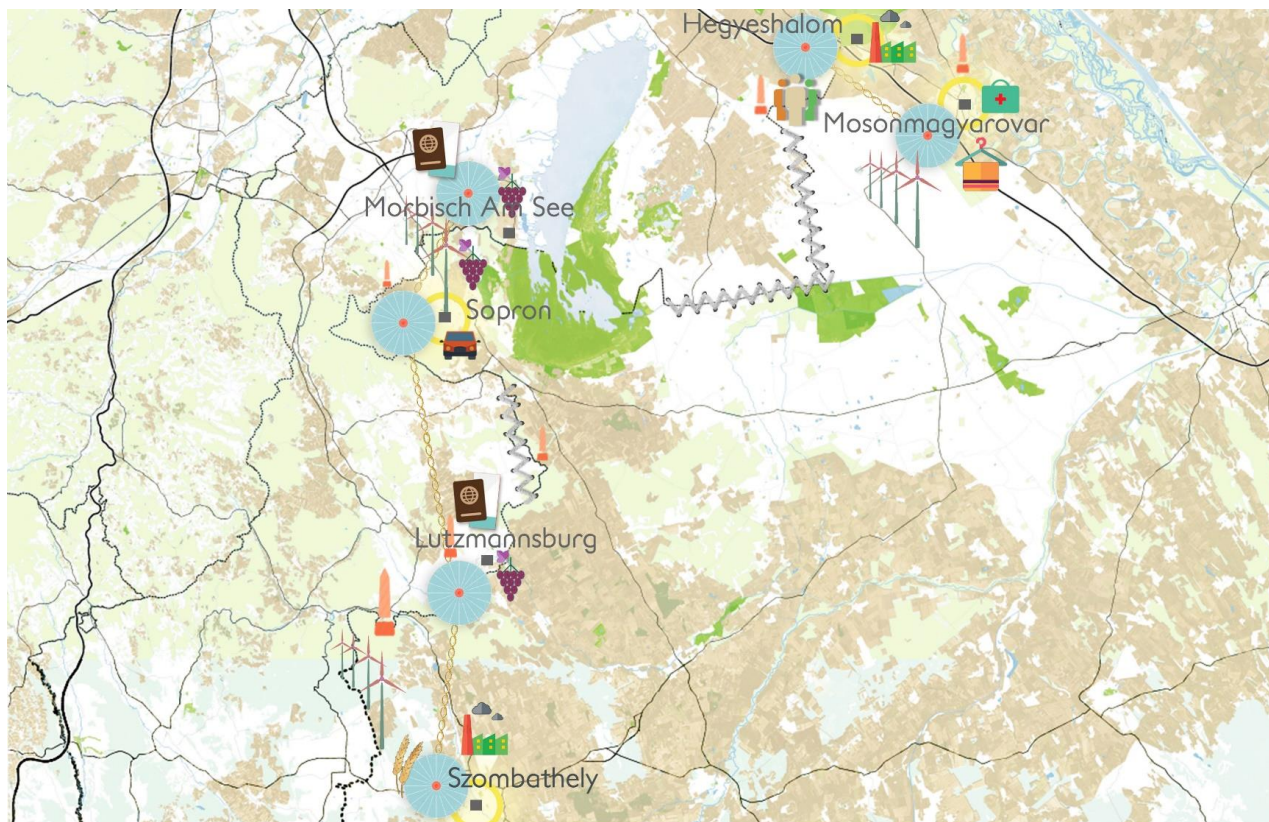 Hegyeshalom
Mosonmagyarovar
Morbisch Am See
Sopron
Lutzmannsburg
Szombathely